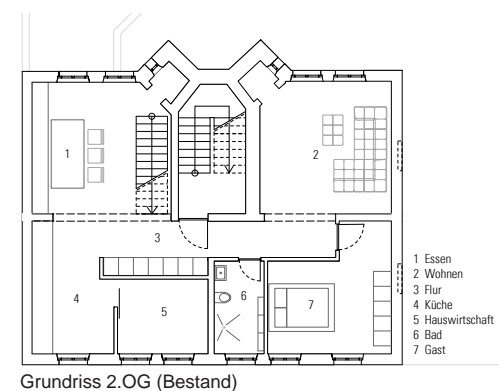 1
2
3
4
5
6
7
1 Essen
2 Wohnen
3 Flur
4 Küche
5 Hauswirtschaft
6 Bad
7 Gast
Grundriss 2.OG (Bestand)